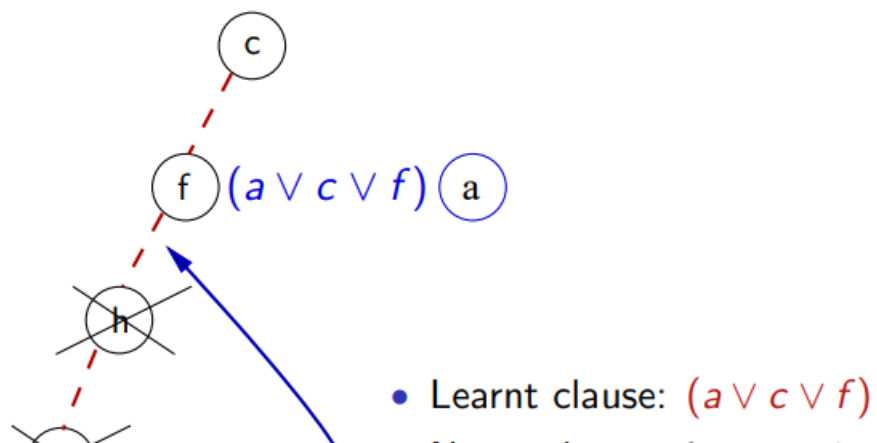 c
f (a ∨ c ∨ f) a
h
• Learnt clause: (a ∨ c ∨ f)